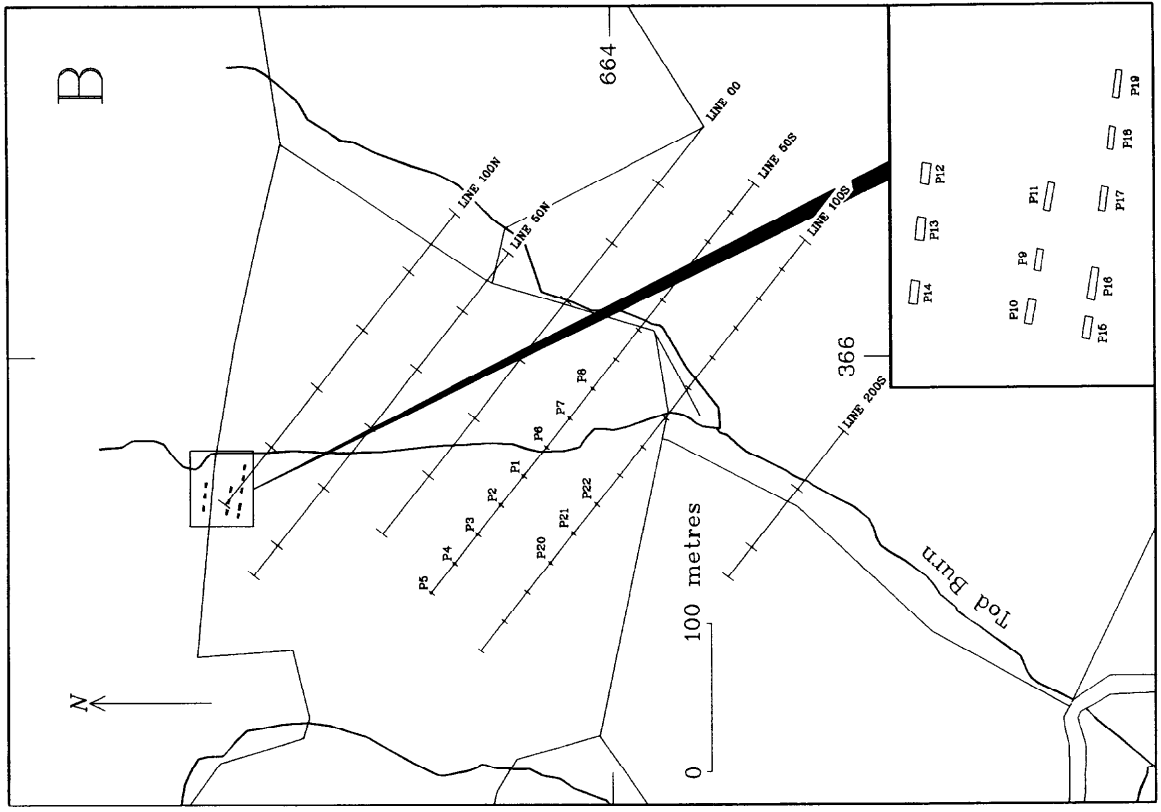 B
N
664
366
LINE 100N
LINE 50N
LINE 00
LINE 50S
LINE 100S
LINE 200S
P5
P4
P3
P2
P1
P6
P7
P8
P20
P21
P22
0 100 metres
Tod Burn
P14
P13
P12
P10
P9
P11
P15
P16
P17
P18
P19